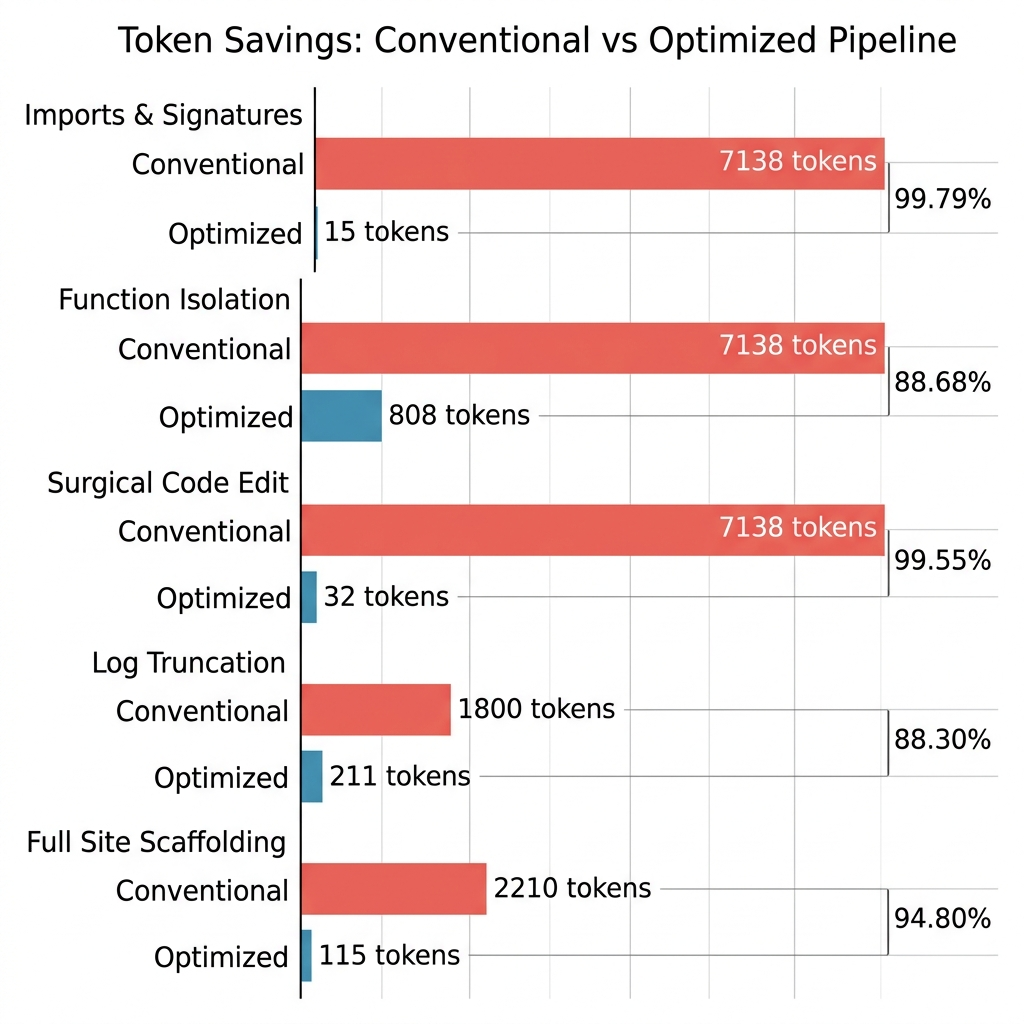 Token Savings: Conventional vs Optimized Pipeline
Imports & Signatures
Conventional
7138 tokens
99.79%
Optimized
15 tokens
Function Isolation
Conventional
7138 tokens
88.68%
Optimized
808 tokens
Surgical Code Edit
Conventional
7138 tokens
99.55%
Optimized
32 tokens
Log Truncation
Conventional
1800 tokens
88.30%
Optimized
211 tokens
Full Site Scaffolding
Conventional
2210 tokens
94.80%
Optimized
115 tokens